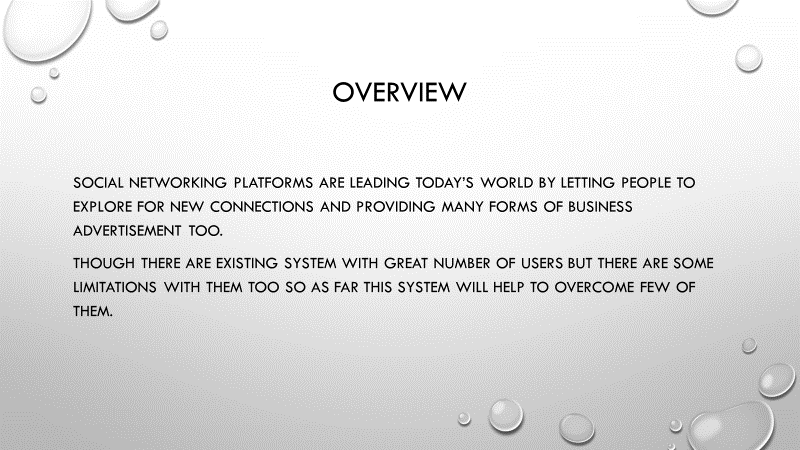 OVERVIEW
SOCIAL NETWORKING PLATFORMS ARE LEADING TODAY'S WORLD BY LETTING PEOPLE TO
EXPLORE FOR NEW CONNECTIONS AND PROVIDING MANY FORMS OF BUSINESS
ADVERTISEMENT TOO.
THOUGH THERE ARE EXISTING SYSTEM WITH GREAT NUMBER OF USERS BUT THERE ARE SOME
LIMITATIONS WITH THEM TOO SO AS FAR THIS SYSTEM WILL HELP TO OVERCOME FEW OF
THEM.